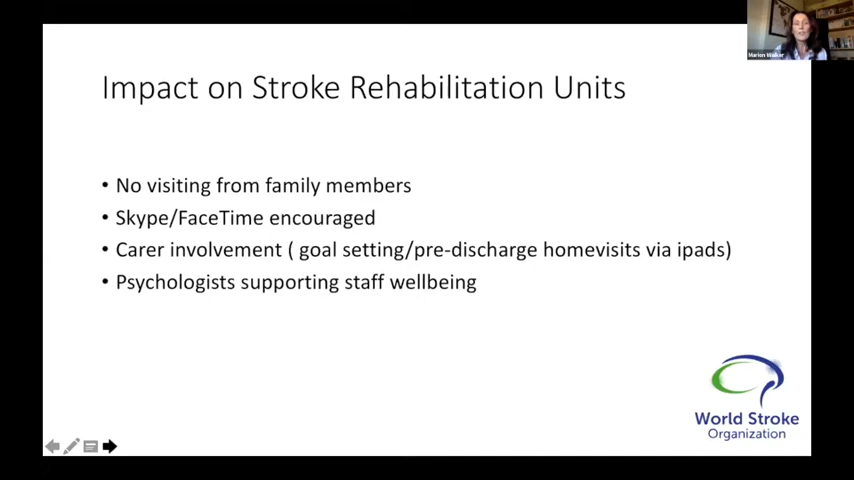 Marion Walker
Impact on Stroke Rehabilitation Units
• No visiting from family members
• Skype/FaceTime encouraged
• Carer involvement ( goal setting/pre-discharge homevisits via ipads)
• Psychologists supporting staff wellbeing
World Stroke
Organization